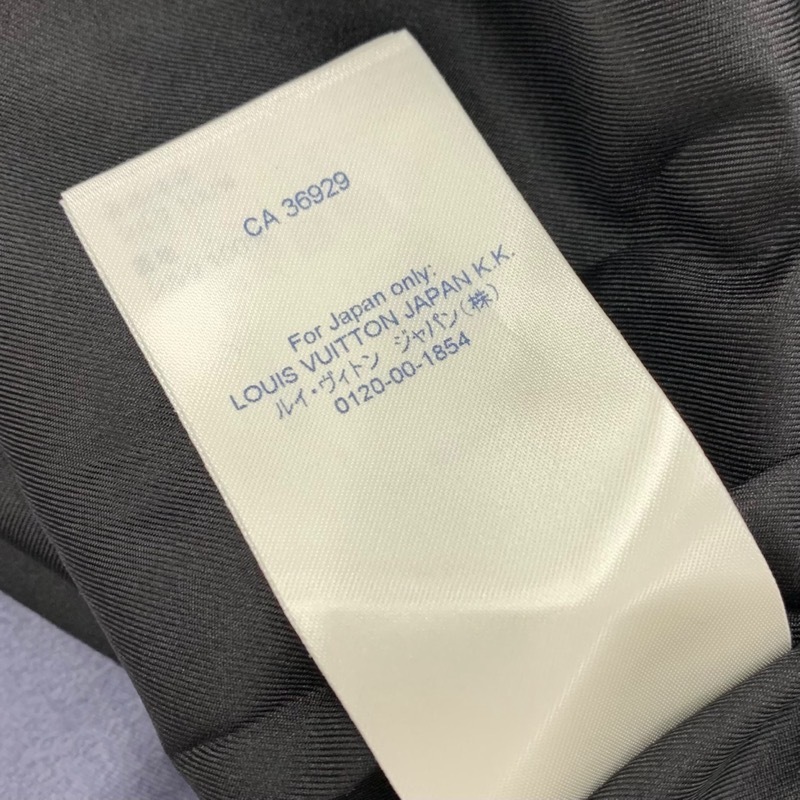 CA 36929
For Japan only:
LOUIS VUITTON JAPAN K.K.
ルイ・ヴィトン ジャパン(株)
0120-00-1854